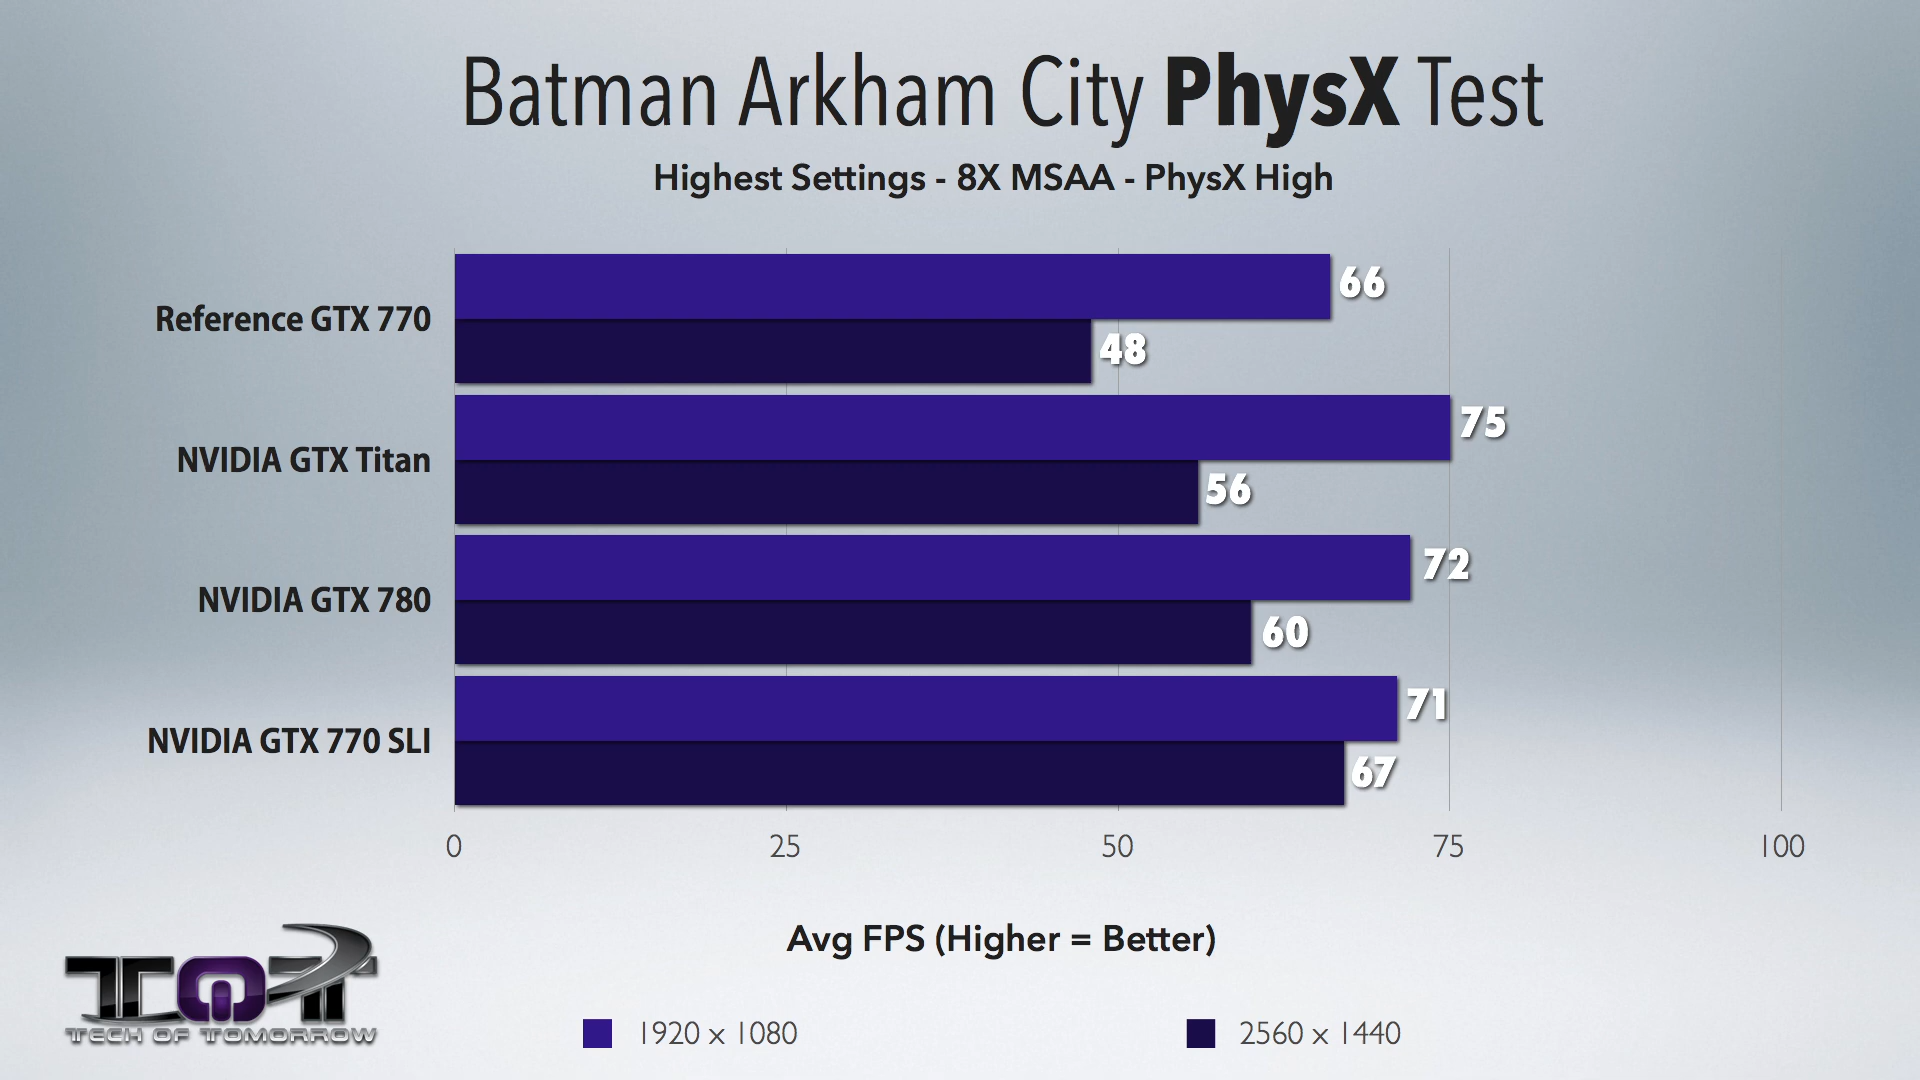 Batman Arkham City PhysX Test
Highest Settings - 8X MSAA - PhysX High
Reference GTX 770
66
48
NVIDIA GTX Titan
75
56
NVIDIA GTX 780
72
60
NVIDIA GTX 770 SLI
71
67
0 25 50 75 100
Avg FPS (Higher = Better)
1920 x 1080 2560 x 1440
TOT
TECH OF TOMORROW